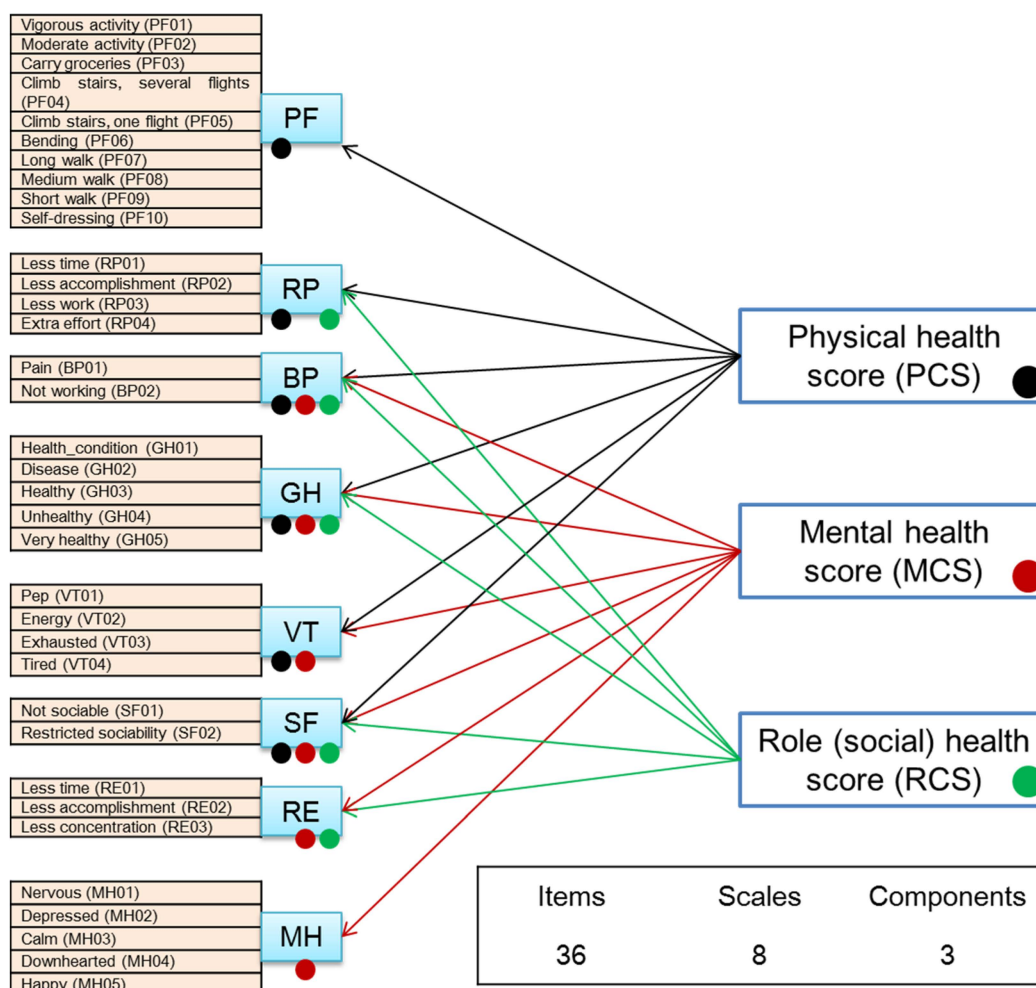 Vigorous activity (PF01)
Moderate activity (PF02)
Carry groceries (PF03)
Climb stairs, several flights
(PF04)
Climb stairs, one flight (PF05)
Bending (PF06)
Long walk (PF07)
Medium walk (PF08)
Short walk (PF09)
Self-dressing (PF10)
PF
Less time (RP01)
Less accomplishment (RP02)
Less work (RP03)
Extra effort (RP04)
RP
Pain (BP01)
Not working (BP02)
BP
Health_condition (GH01)
Disease (GH02)
Healthy (GH03)
Unhealthy (GH04)
Very healthy (GH05)
GH
Pep (VT01)
Energy (VT02)
Exhausted (VT03)
Tired (VT04)
VT
Not sociable (SF01)
Restricted sociability (SF02)
SF
Less time (RE01)
Less accomplishment (RE02)
Less concentration (RE03)
RE
Nervous (MH01)
Depressed (MH02)
Calm (MH03)
Downhearted (MH04)
Happy (MH05)
MH
Physical health
score (PCS)
Mental health
score (MCS)
Role (social) health
score (RCS)
Items Scales Components
36 8 3